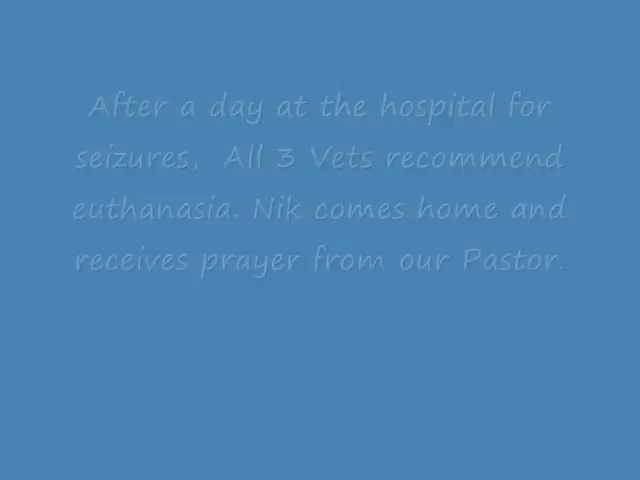 After a day at the hospital for
seizures,  All 3 Vets recommend
euthanasia. Nik comes home and
receives prayer from our Pastor.